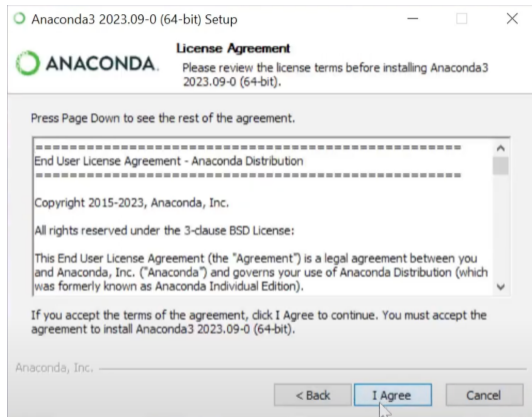 Anaconda3 2023.09-0 (64-bit) Setup
ANACONDA.
License Agreement
Please review the license terms before installing Anaconda3
2023.09-0 (64-bit).
Press Page Down to see the rest of the agreement.
==================================================
End User License Agreement - Anaconda Distribution
==================================================
Copyright 2015-2023, Anaconda, Inc.
All rights reserved under the 3-clause BSD License:
This End User License Agreement (the "Agreement") is a legal agreement between you
and Anaconda, Inc. ("Anaconda") and governs your use of Anaconda Distribution (which
was formerly known as Anaconda Individual Edition).
If you accept the terms of the agreement, click I Agree to continue. You must accept the
agreement to install Anaconda3 2023.09-0 (64-bit).
Anaconda, Inc.
< Back
I Agree
Cancel